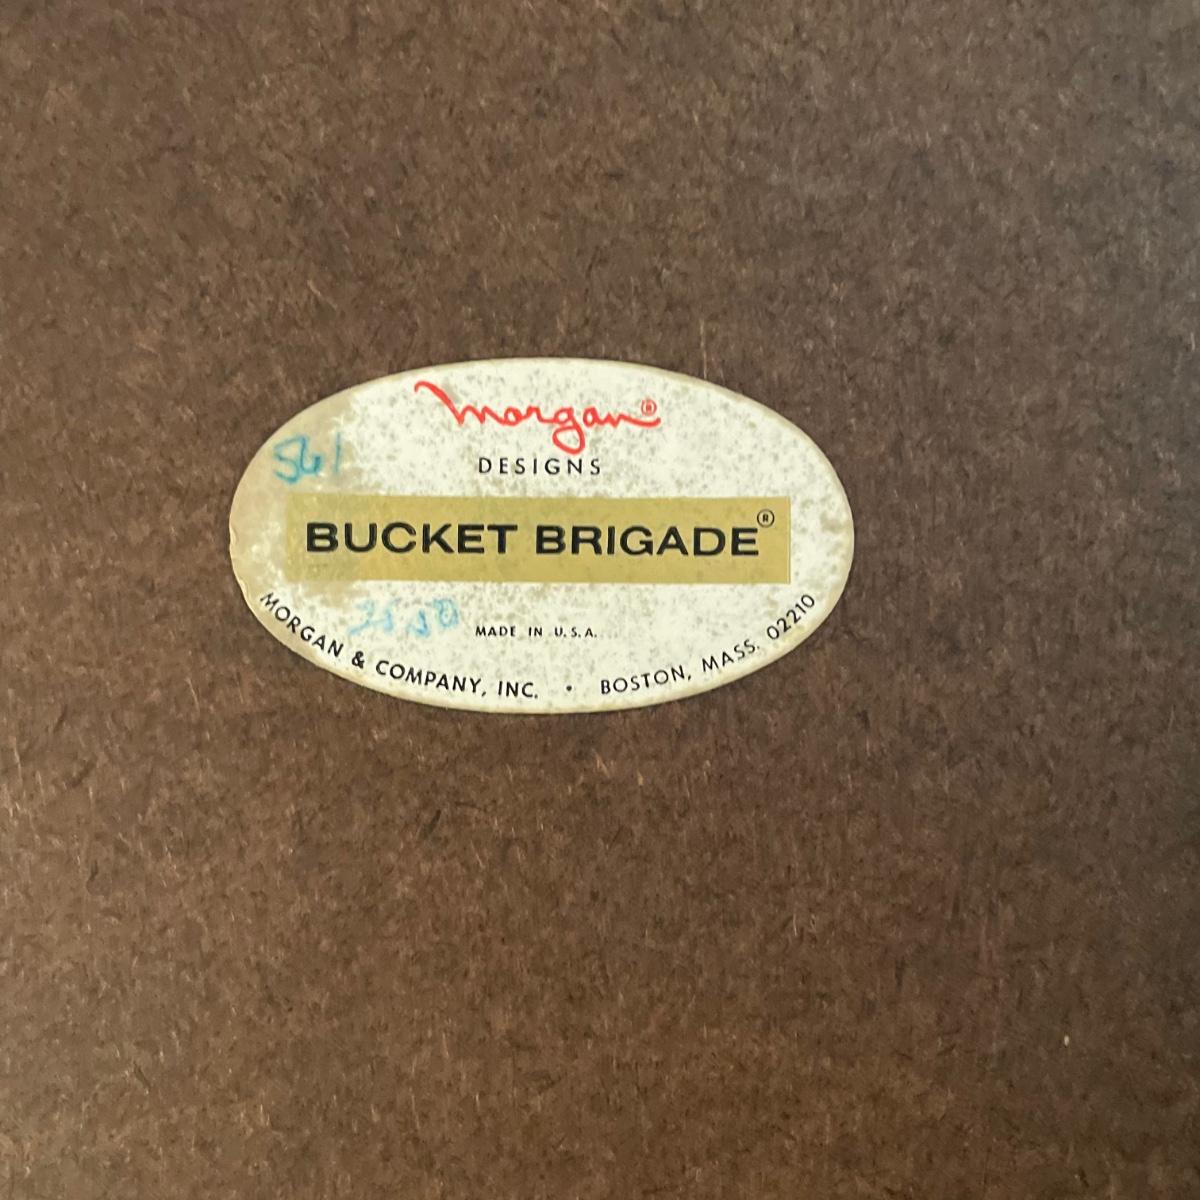 Morgan®
DESIGNS
561
BUCKET BRIGADE®
MADE IN U.S.A.
MORGAN & COMPANY, INC. • BOSTON, MASS. 02210